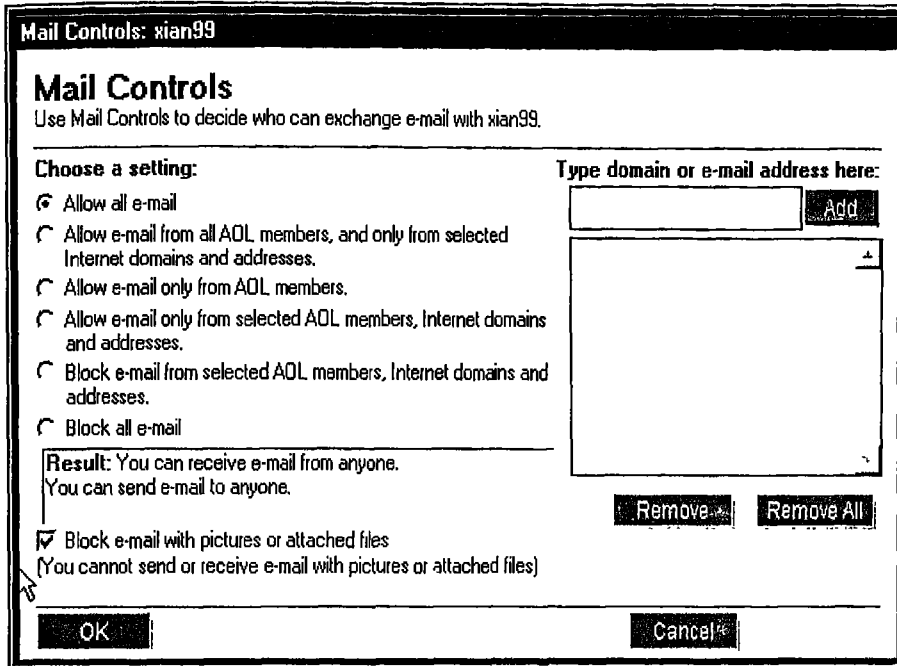 Mail Controls: xian99
Mail Controls
Use Mail Controls to decide who can exchange e-mail with xian99.
Choose a setting:
Allow all e-mail
Allow e-mail from all AOL members, and only from selected
Internet domains and addresses.
Allow e-mail only from AOL members.
Allow e-mail only from selected AOL members, Internet domains
and addresses.
Block e-mail from selected AOL members, Internet domains and
addresses.
Block all e-mail
Result: You can receive e-mail from anyone.
You can send e-mail to anyone.
Block e-mail with pictures or attached files
(You cannot send or receive e-mail with pictures or attached files)
Type domain or e-mail address here:
Add
Remove
Remove All
OK
Cancel